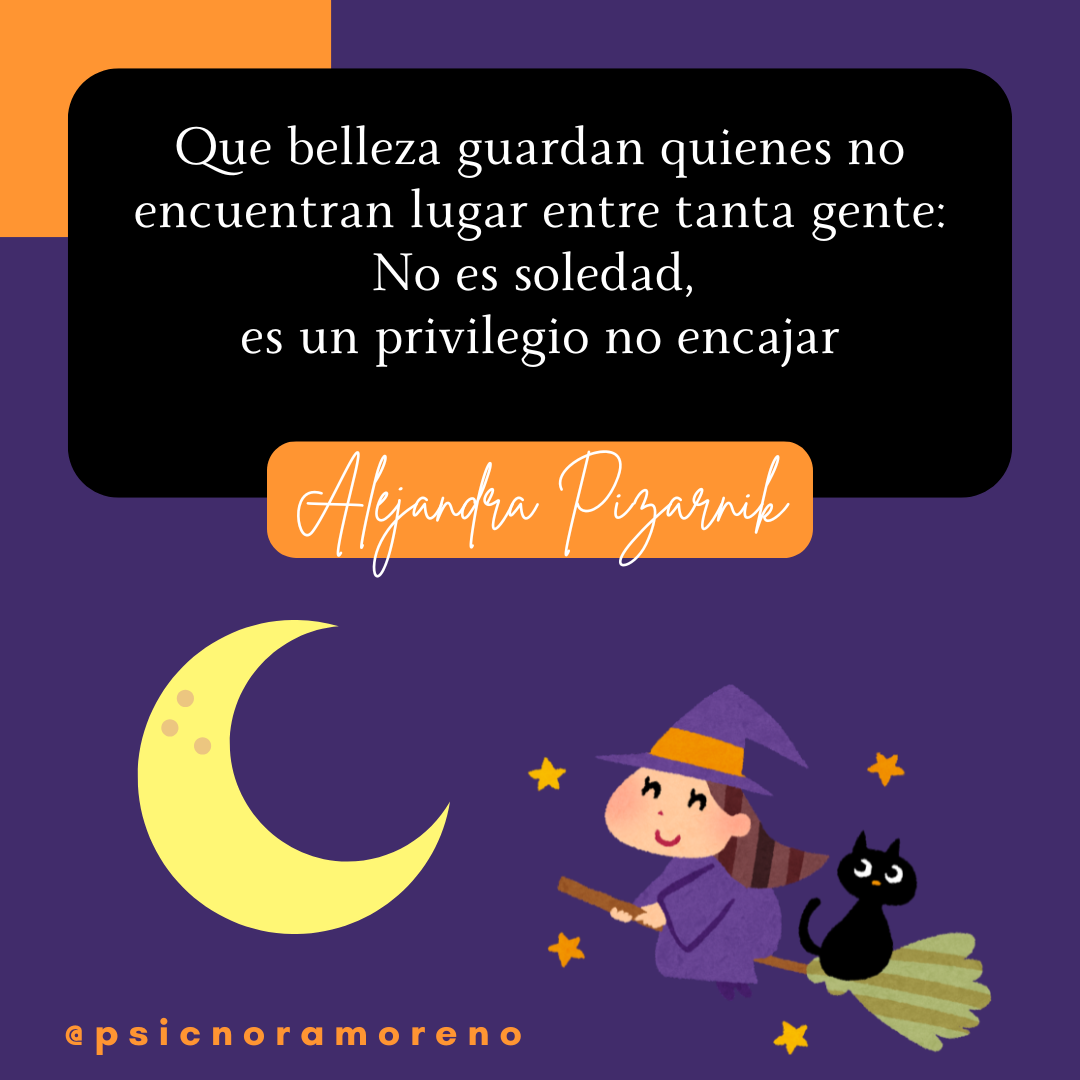 Que belleza guardan quienes no
encuentran lugar entre tanta gente:
No es soledad,
es un privilegio no encajar
Alejandra Pizarnik
@psicnoramoreno